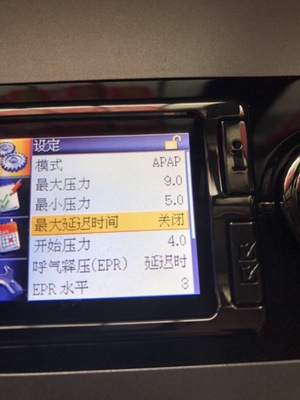 设定
模式 APAP
最大压力 9.0
最小压力 5.0
最大延迟时间 关闭
开始压力 4.0
呼气释压(EPR) 延迟时
EPR 水平 3